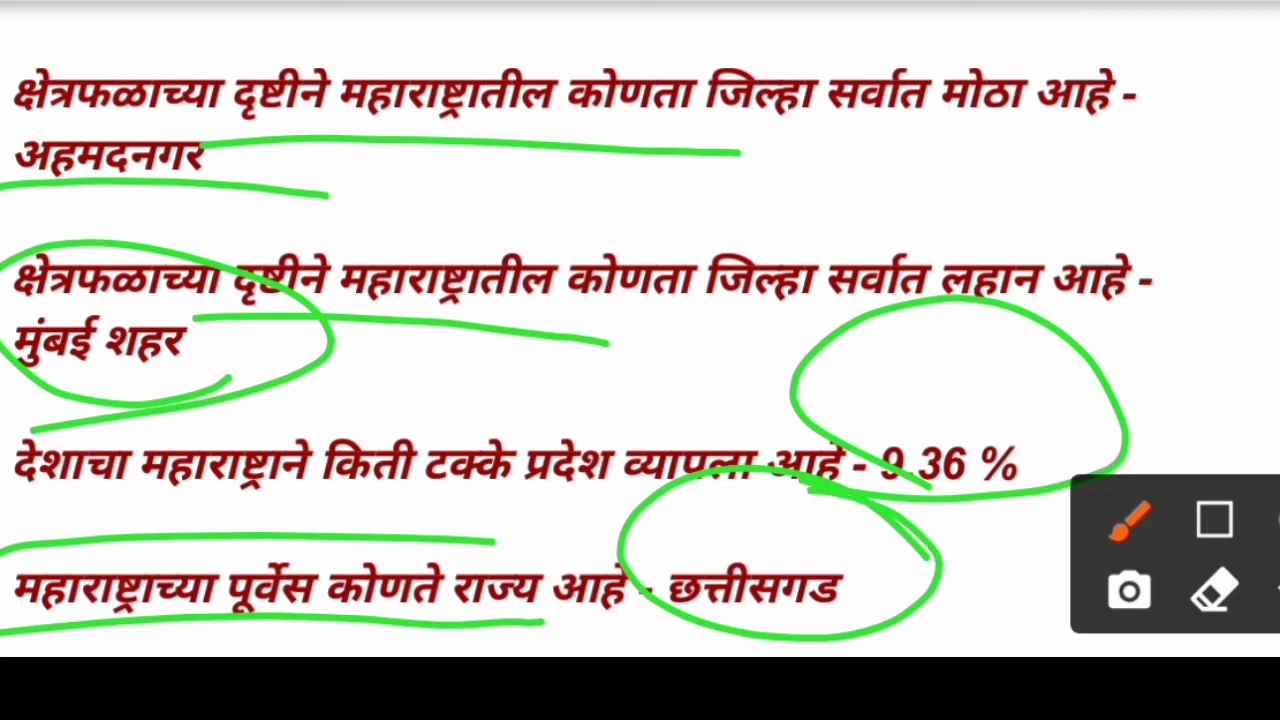 क्षेत्रफळाच्या दृष्टीने महाराष्ट्रातील कोणता जिल्हा सर्वात मोठा आहे -
अहमदनगर
क्षेत्रफळाच्या दृष्टीने महाराष्ट्रातील कोणता जिल्हा सर्वात लहान आहे -
मुंबई शहर
देशाचा महाराष्ट्राने किती टक्के प्रदेश व्यापला आहे - 9.36 %
महाराष्ट्राच्या पूर्वेस कोणते राज्य आहे - छत्तीसगड